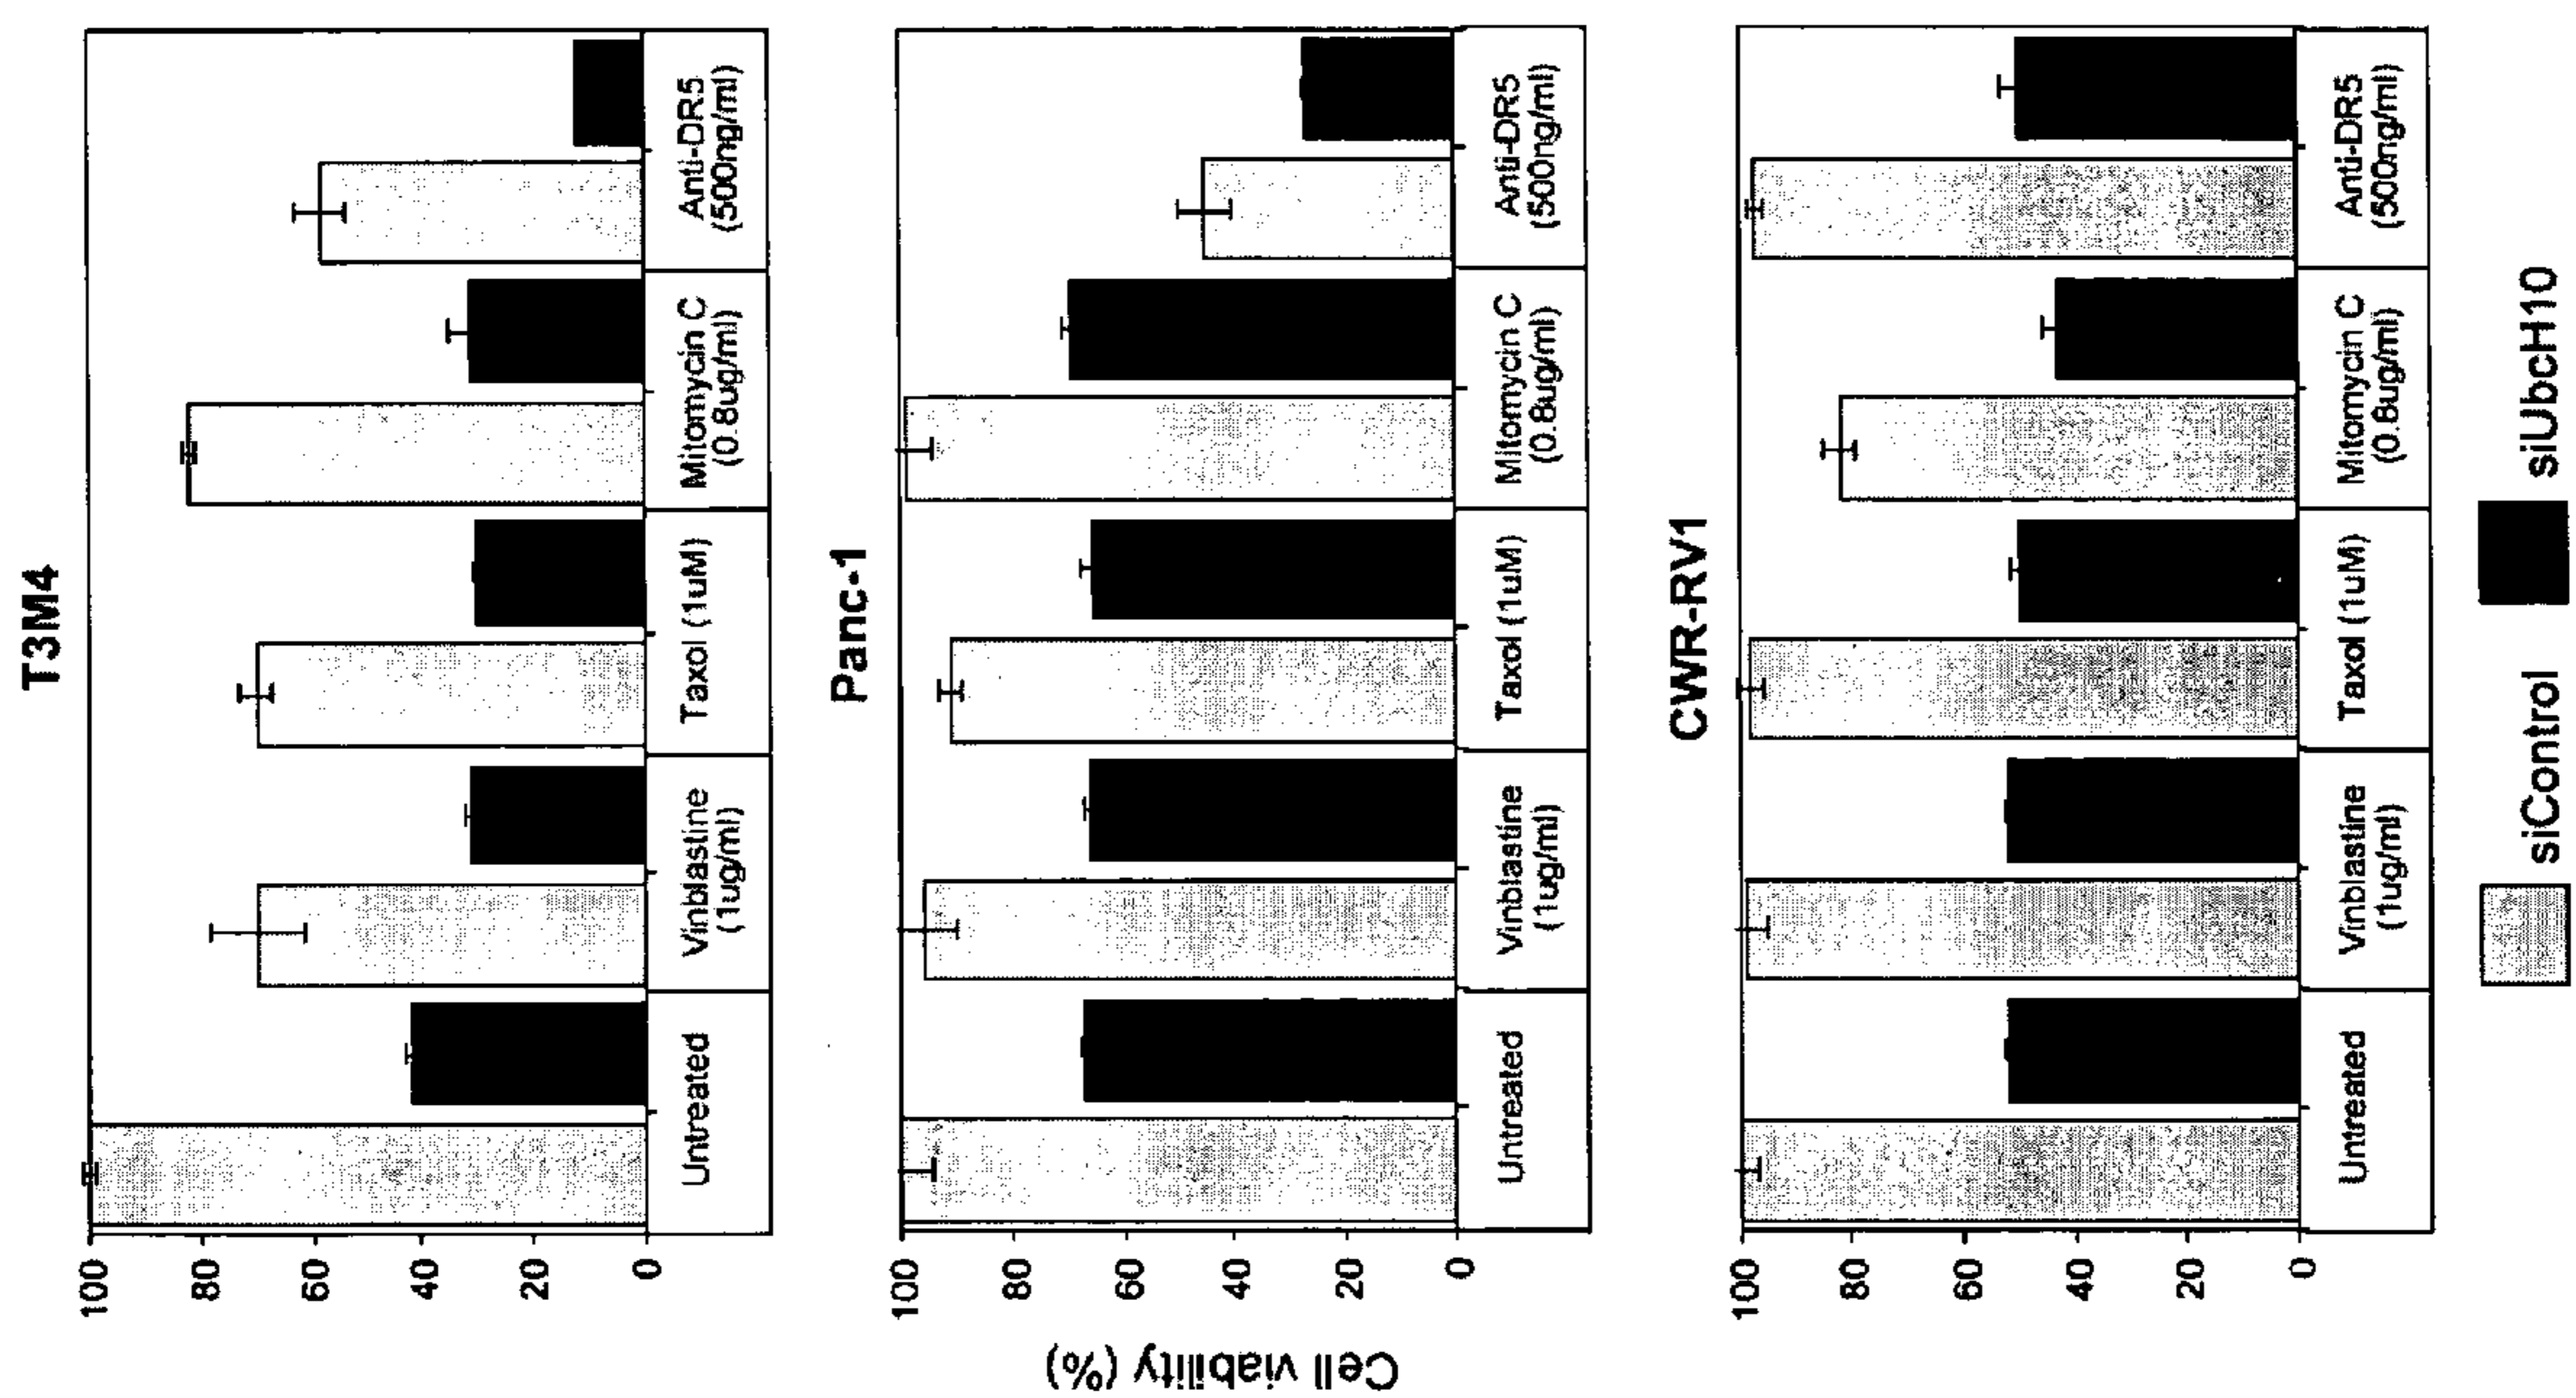 T3M4
100
80
60
40
20
0
Untreated
Vinblastine
(1ug/ml)
Taxol (1uM)
Mitomycin C
(0.8ug/ml)
Anti-DR5
(500ng/ml)
Panc-1
Cell viability (%)
100
80
60
40
20
0
Untreated
Vinblastine
(1ug/ml)
Taxol (1uM)
Mitomycin C
(0.8ug/ml)
Anti-DR5
(500ng/ml)
CWR-RV1
100
80
60
40
20
0
Untreated
Vinblastine
(1ug/ml)
Taxol (1uM)
Mitomycin C
(0.8ug/ml)
Anti-DR5
(500ng/ml)
siControl
siUbcH10